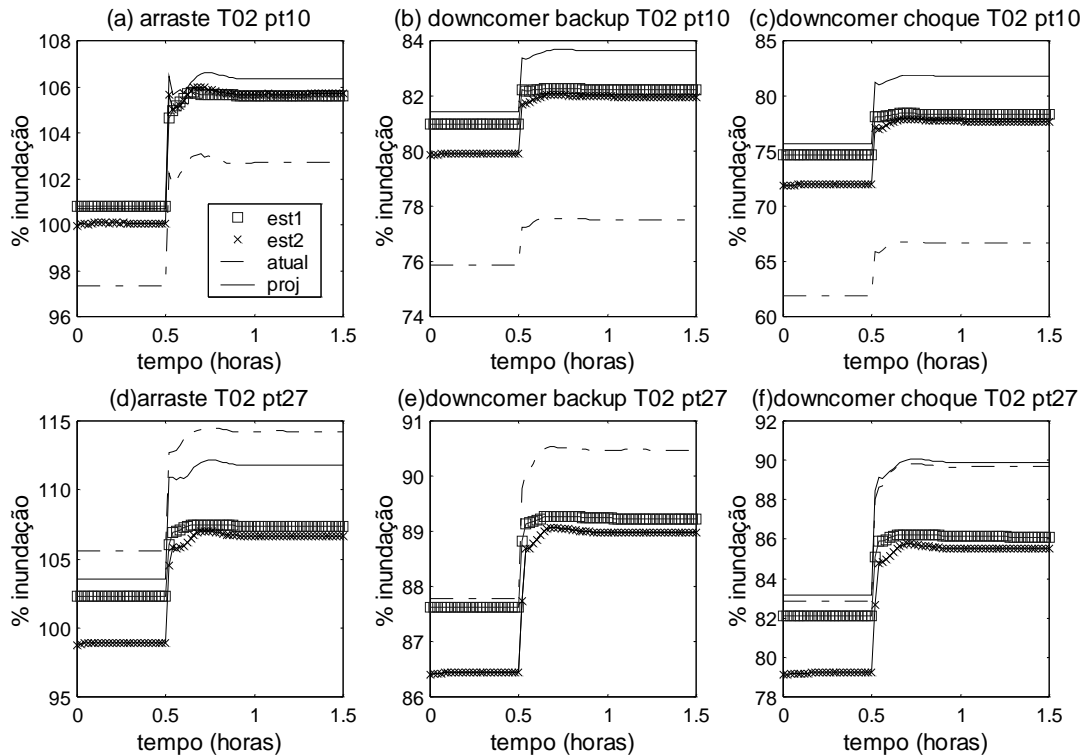 (a) arraste T02 pt10
(b) downcomer backup T02 pt10
(c)downcomer choque T02 pt10
% inundação
108
106
104
102
100
98
96
0
0.5
1
1.5
tempo (horas)
est1
est2
atual
proj
% inundação
84
82
80
78
76
74
0
0.5
1
1.5
tempo (horas)
% inundação
85
80
75
70
65
60
0
0.5
1
1.5
tempo (horas)
(d)arraste T02 pt27
(e)downcomer backup T02 pt27
(f)downcomer choque T02 pt27
% inundação
115
110
105
100
95
0
0.5
1
1.5
tempo (horas)
% inundação
91
90
89
88
87
86
0
0.5
1
1.5
tempo (horas)
% inundação
92
90
88
86
84
82
80
78
0
0.5
1
1.5
tempo (horas)